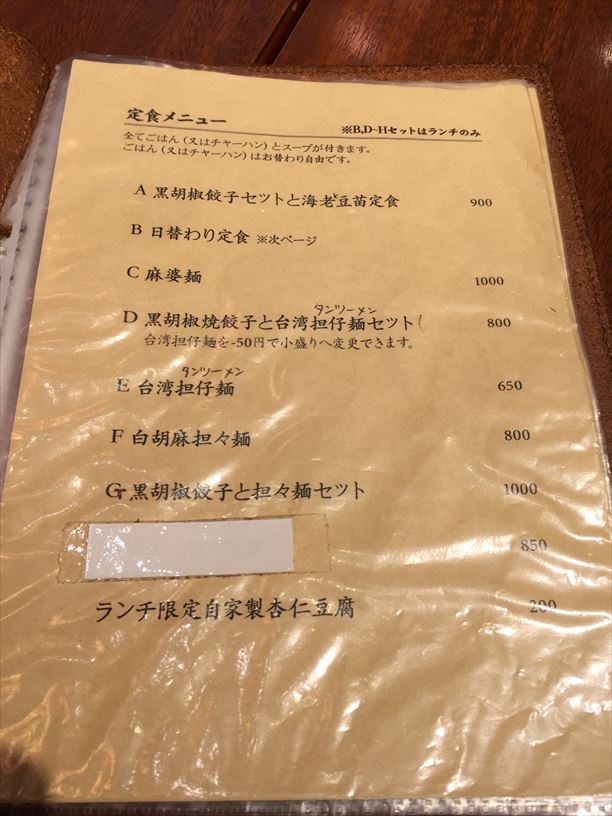 定食メニュー
※B,D~Hセットはランチのみ
全てごはん（又はチャーハン）とスープが付きます。
ごはん（又はチャーハン）はお替わり自由です。
A 黒胡椒餃子セットと海老と豆苗定食 900
B 日替わり定食 ※次ページ
C 麻婆麺 1000
タンツーメン
D 黒胡椒焼餃子と台湾担仔麺セット 800
台湾担仔麺を-50円で小盛りへ変更できます。
タンツーメン
E 台湾担仔麺 650
F 白胡麻担々麺 800
G 黒胡椒餃子と担々麺セット 1000
850
ランチ限定自家製杏仁豆腐 200